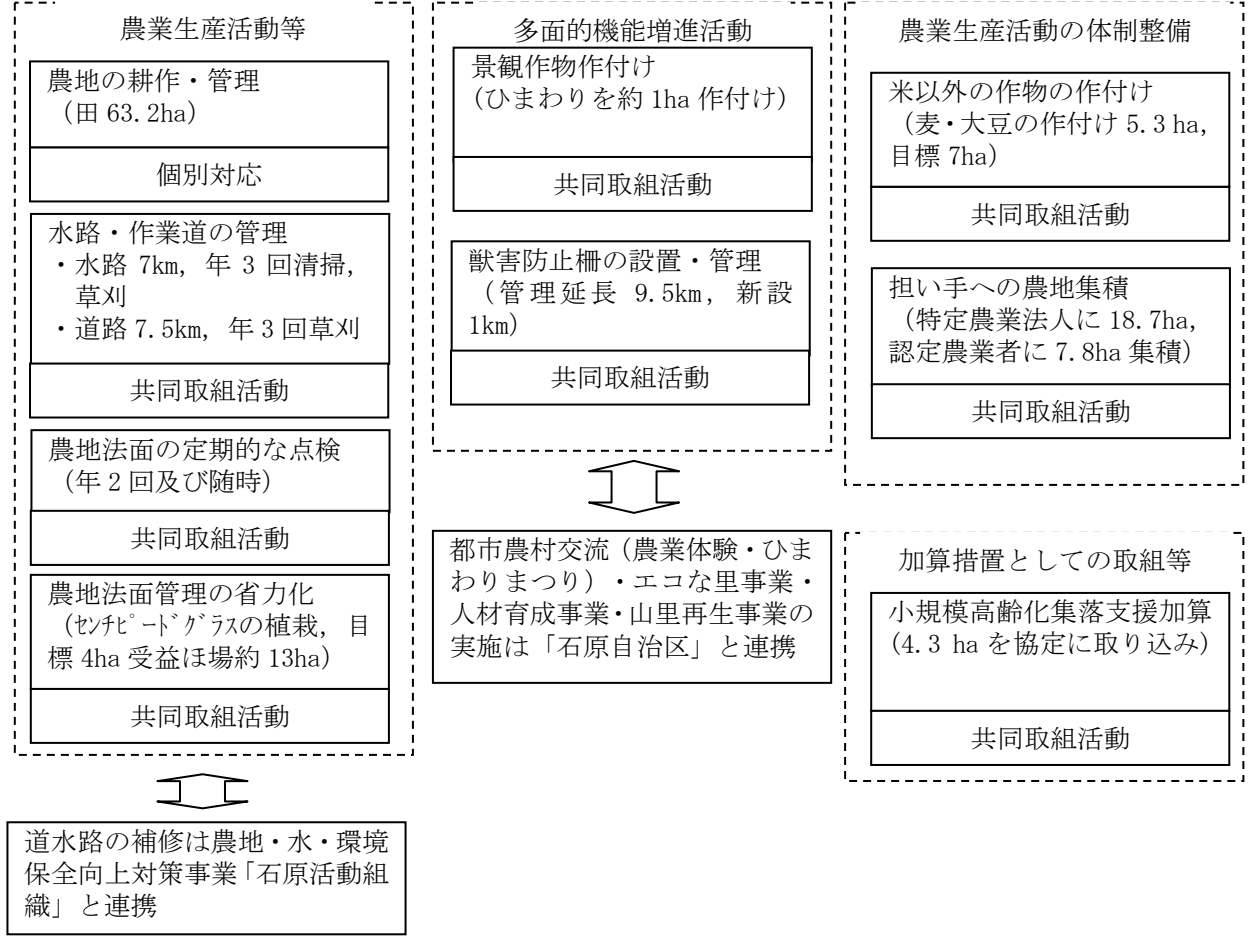 農業生産活動等
農地の耕作・管理
（田 63.2ha）
個別対応
水路・作業道の管理
・水路 7km，年 3 回清掃，
草刈
・道路 7.5km，年 3 回草刈
共同取組活動
農地法面の定期的な点検
（年 2 回及び随時）
共同取組活動
農地法面管理の省力化
（ｾﾝﾁﾋﾟｰﾄﾞｸﾞﾗｽの植栽，目
標 4ha 受益ほ場約 13ha）
共同取組活動
道水路の補修は農地・水・環境
保全向上対策事業「石原活動組
織」と連携
多面的機能増進活動
景観作物作付け
（ひまわりを約 1ha 作付け）
共同取組活動
獣害防止柵の設置・管理
（管理延長 9.5km，新設
1km）
共同取組活動
都市農村交流（農業体験・ひま
わりまつり）・エコな里事業・
人材育成事業・山里再生事業の
実施は「石原自治区」と連携
農業生産活動の体制整備
米以外の作物の作付け
（麦・大豆の作付け 5.3 ha，
目標 7ha）
共同取組活動
担い手への農地集積
（特定農業法人に 18.7ha，
認定農業者に 7.8ha 集積）
共同取組活動
加算措置としての取組等
小規模高齢化集落支援加算
(4.3 ha を協定に取り込み)
共同取組活動